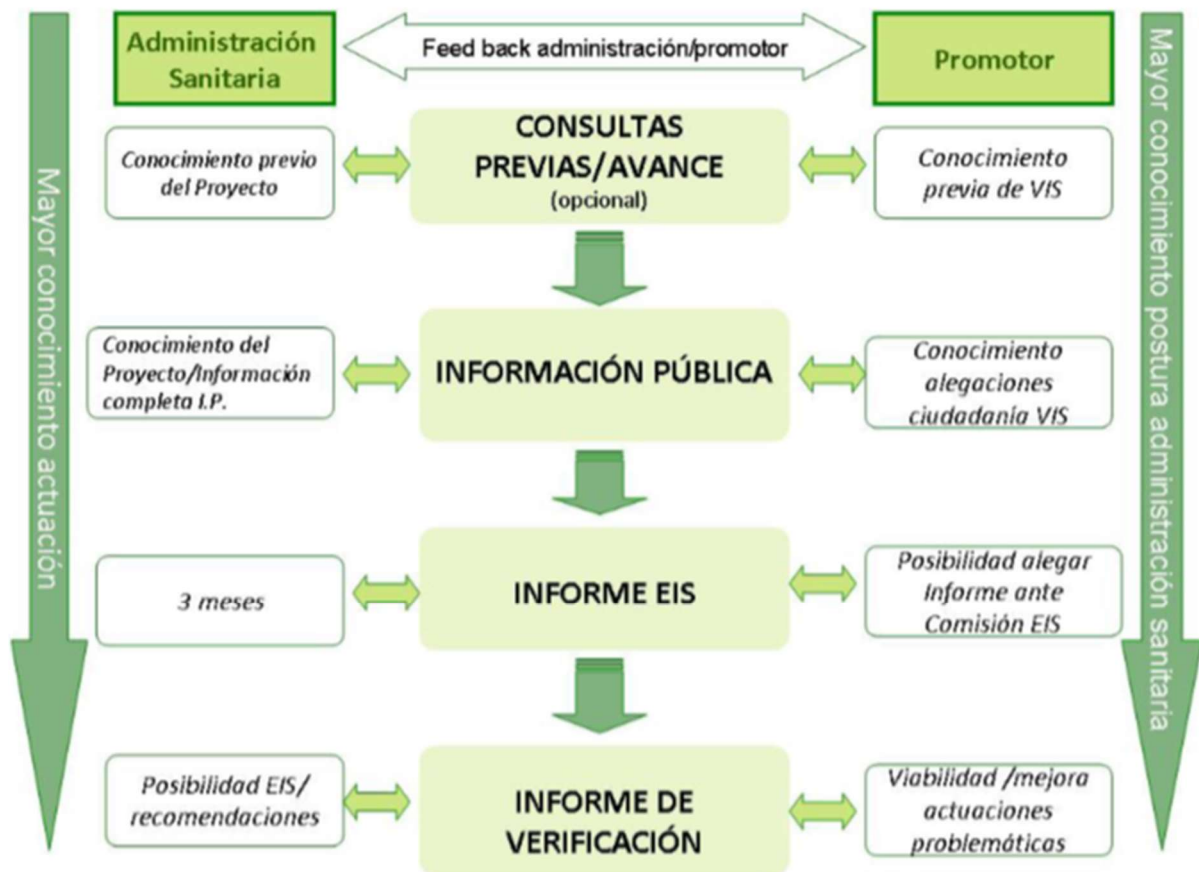 Administración
Sanitaria
Feed back administración/promotor
Promotor
Mayor conocimiento actuación
Mayor conocimiento postura administración sanitaria
Conocimiento previo
del Proyecto
CONSULTAS
PREVIAS/AVANCE
(opcional)
Conocimiento
previa de VIS
Conocimiento del
Proyecto/Información
completa I.P.
INFORMACIÓN PÚBLICA
Conocimiento
alegaciones
ciudadanía VIS
3 meses
INFORME EIS
Posibilidad alegar
Informe ante
Comisión EIS
Posibilidad EIS/
recomendaciones
INFORME DE
VERIFICACIÓN
Viabilidad /mejora
actuaciones
problemáticas